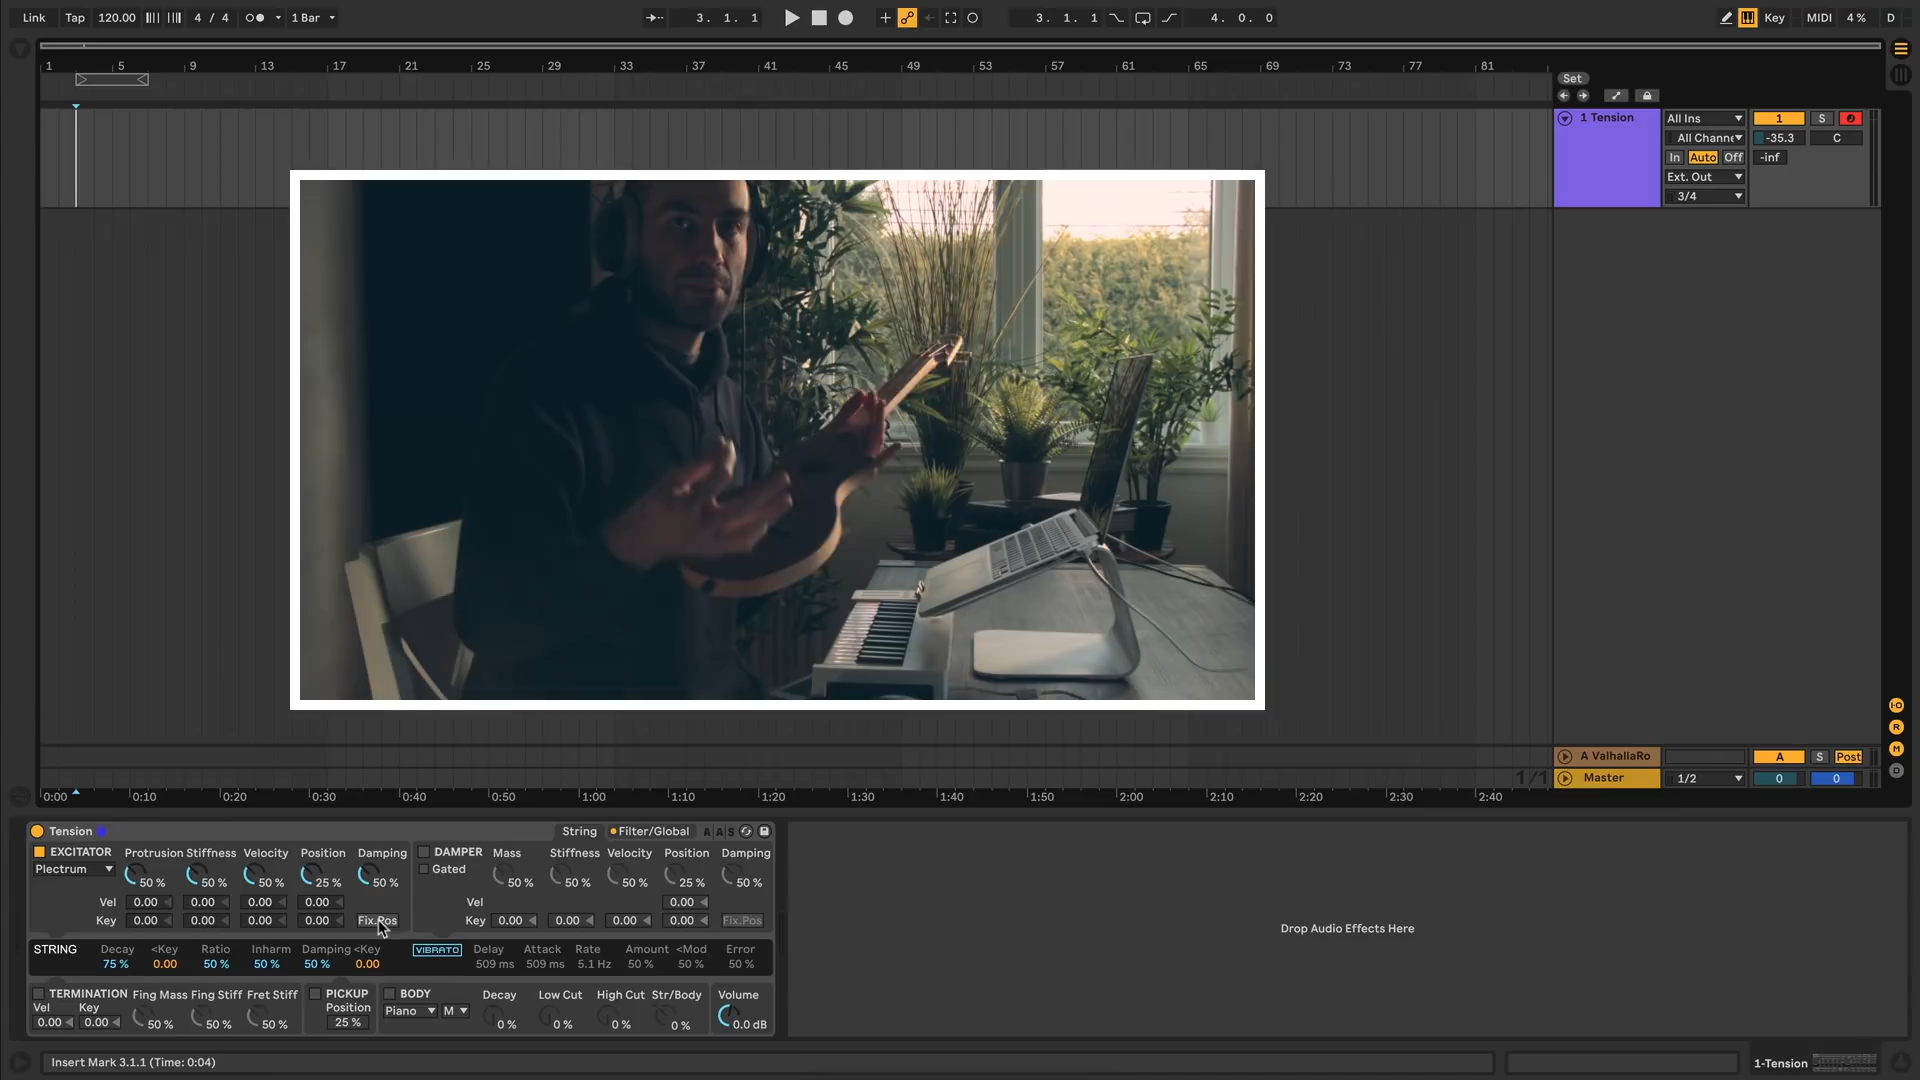 Link Tap 120.00 4 / 4 1 Bar 3. 1. 1 3. 1. 1 4. 0. 0 Key MIDI 4 % D
1 5 9 13 17 21 25 29 33 37 41 45 49 53 57 61 65 69 73 77 81
Set
1 Tension All Ins 1 S
All Channe -35.3 C
In Auto Off -inf
Ext. Out
3/4
A ValhallaRo A S Post
1/1 Master 1/2 0 0
0:00 0:10 0:20 0:30 0:40 0:50 1:00 1:10 1:20 1:30 1:40 1:50 2:00 2:10 2:20 2:30 2:40
Tension String Filter/Global A A S
EXCITATOR Protrusion Stiffness Velocity Position Damping DAMPER Mass Stiffness Velocity Position Damping
Plectrum Gated
50 % 50 % 50 % 25 % 50 % 50 % 50 % 50 % 25 % 50 %
Vel 0.00 0.00 0.00 0.00 Vel 0.00
Key 0.00 0.00 0.00 0.00 Fix.Pos Key 0.00 0.00 0.00 0.00 Fix.Pos
STRING Decay <Key Ratio Inharm Damping <Key VIBRATO Delay Attack Rate Amount <Mod Error
75 % 0.00 50 % 50 % 50 % 0.00 509 ms 509 ms 5.1 Hz 50 % 50 % 50 %
TERMINATION Fing Mass Fing Stiff Fret Stiff PICKUP BODY Decay Low Cut High Cut Str/Body Volume
Vel Key Position Piano M
0.00 0.00 50 % 50 % 50 % 25 % 0 % 0 % 0 % 0 % 0.0 dB
Drop Audio Effects Here
Insert Mark 3.1.1 (Time: 0:04) 1-Tension
I·O
R
M
D